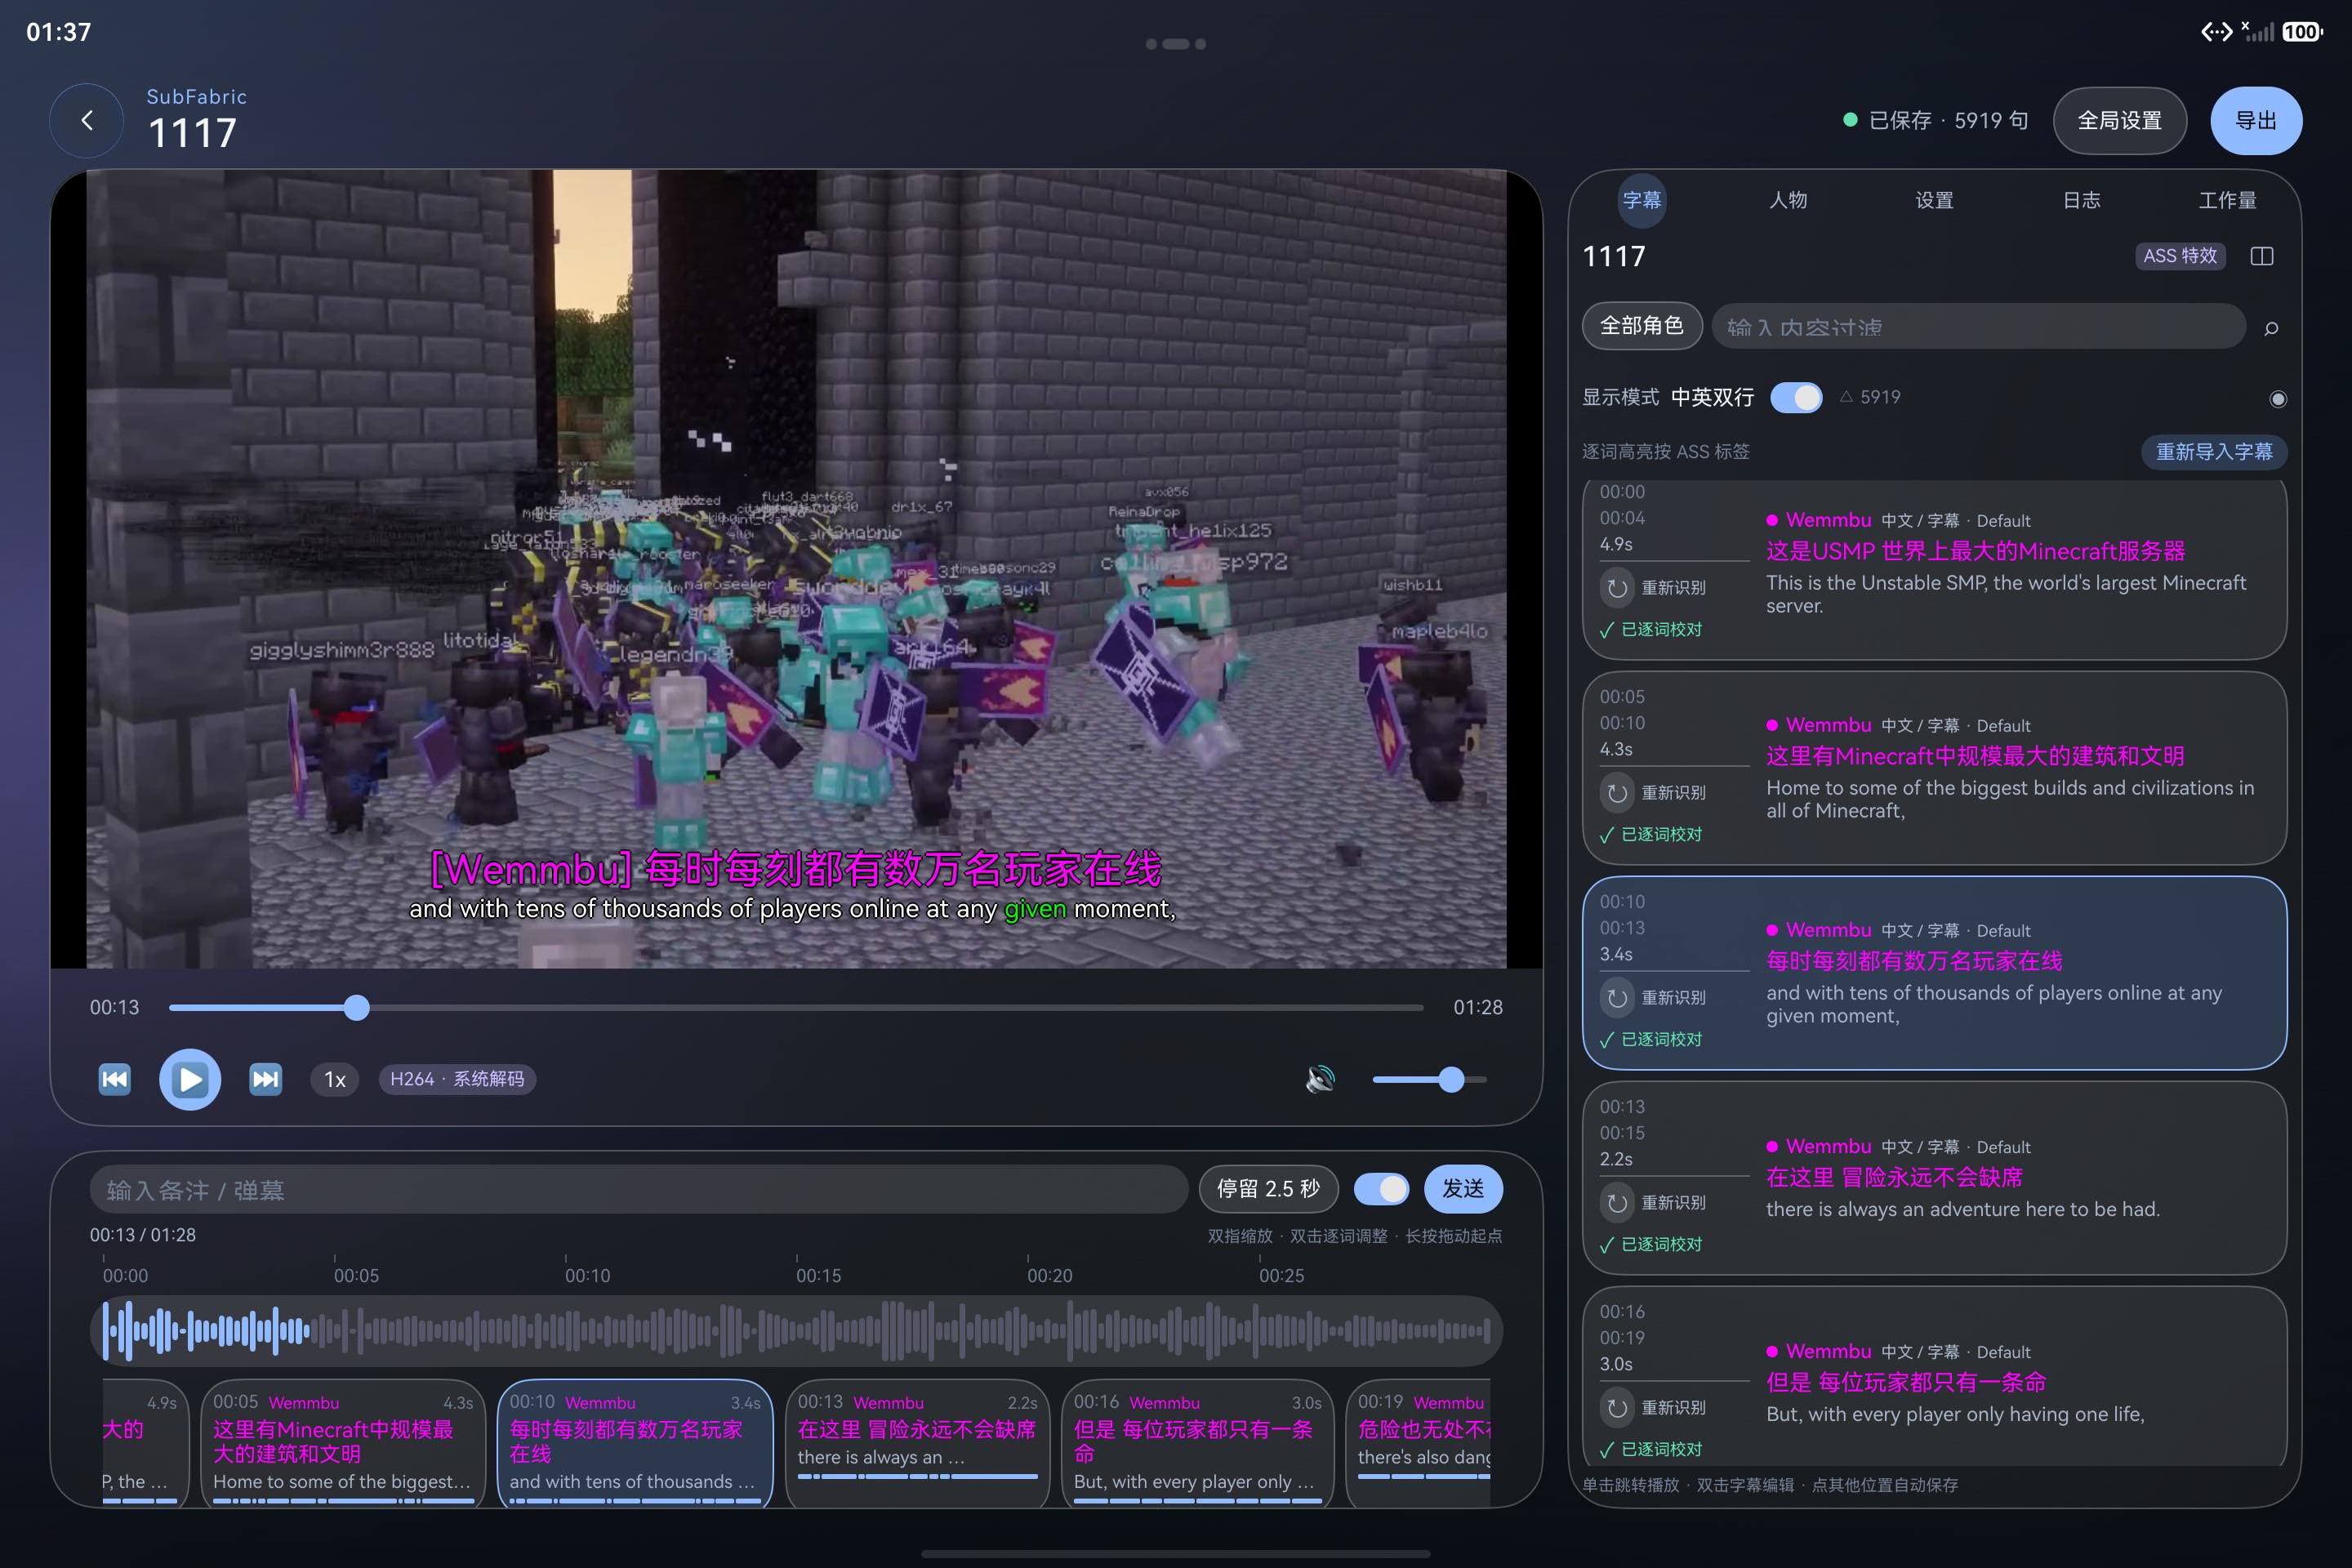 01:37
100
SubFabric
1117
已保存 · 5919 句
全局设置
导出
flut3_dart668
dr1x_67
avx056
ReinaDrop
wishb11
mapleb4lo
gigglyshimm3r888
litotidal
legendn39
[Wemmbu] 每时每刻都有数万名玩家在线
and with tens of thousands of players online at any given moment,
00:13
01:28
1x
H264 · 系统解码
输入备注 / 弹幕
停留 2.5 秒
发送
00:13 / 01:28
双指缩放 · 双击逐词调整 · 长按拖动起点
00:00
00:05
00:10
00:15
00:20
00:25
4.9s
大的
P, the ...
00:05 Wemmbu 4.3s
这里有Minecraft中规模最
大的建筑和文明
Home to some of the biggest...
00:10 Wemmbu 3.4s
每时每刻都有数万名玩家
在线
and with tens of thousands ...
00:13 Wemmbu 2.2s
在这里 冒险永远不会缺席
there is always an ...
00:16 Wemmbu 3.0s
但是 每位玩家都只有一条
命
But, with every player only ...
00:19 Wemmbu
危险也无处不
there's also dang
字幕
人物
设置
日志
工作量
1117
ASS 特效
全部角色
输入内容过滤
显示模式 中英双行
△ 5919
逐词高亮按 ASS 标签
重新导入字幕
00:00
00:04
4.9s
重新识别
✓ 已逐词校对
Wemmbu 中文 / 字幕 · Default
这是USMP 世界上最大的Minecraft服务器
This is the Unstable SMP, the world's largest Minecraft
server.
00:05
00:10
4.3s
重新识别
✓ 已逐词校对
Wemmbu 中文 / 字幕 · Default
这里有Minecraft中规模最大的建筑和文明
Home to some of the biggest builds and civilizations in
all of Minecraft,
00:10
00:13
3.4s
重新识别
✓ 已逐词校对
Wemmbu 中文 / 字幕 · Default
每时每刻都有数万名玩家在线
and with tens of thousands of players online at any
given moment,
00:13
00:15
2.2s
重新识别
✓ 已逐词校对
Wemmbu 中文 / 字幕 · Default
在这里 冒险永远不会缺席
there is always an adventure here to be had.
00:16
00:19
3.0s
重新识别
✓ 已逐词校对
Wemmbu 中文 / 字幕 · Default
但是 每位玩家都只有一条命
But, with every player only having one life,
单击跳转播放 · 双击字幕编辑 · 点其他位置自动保存